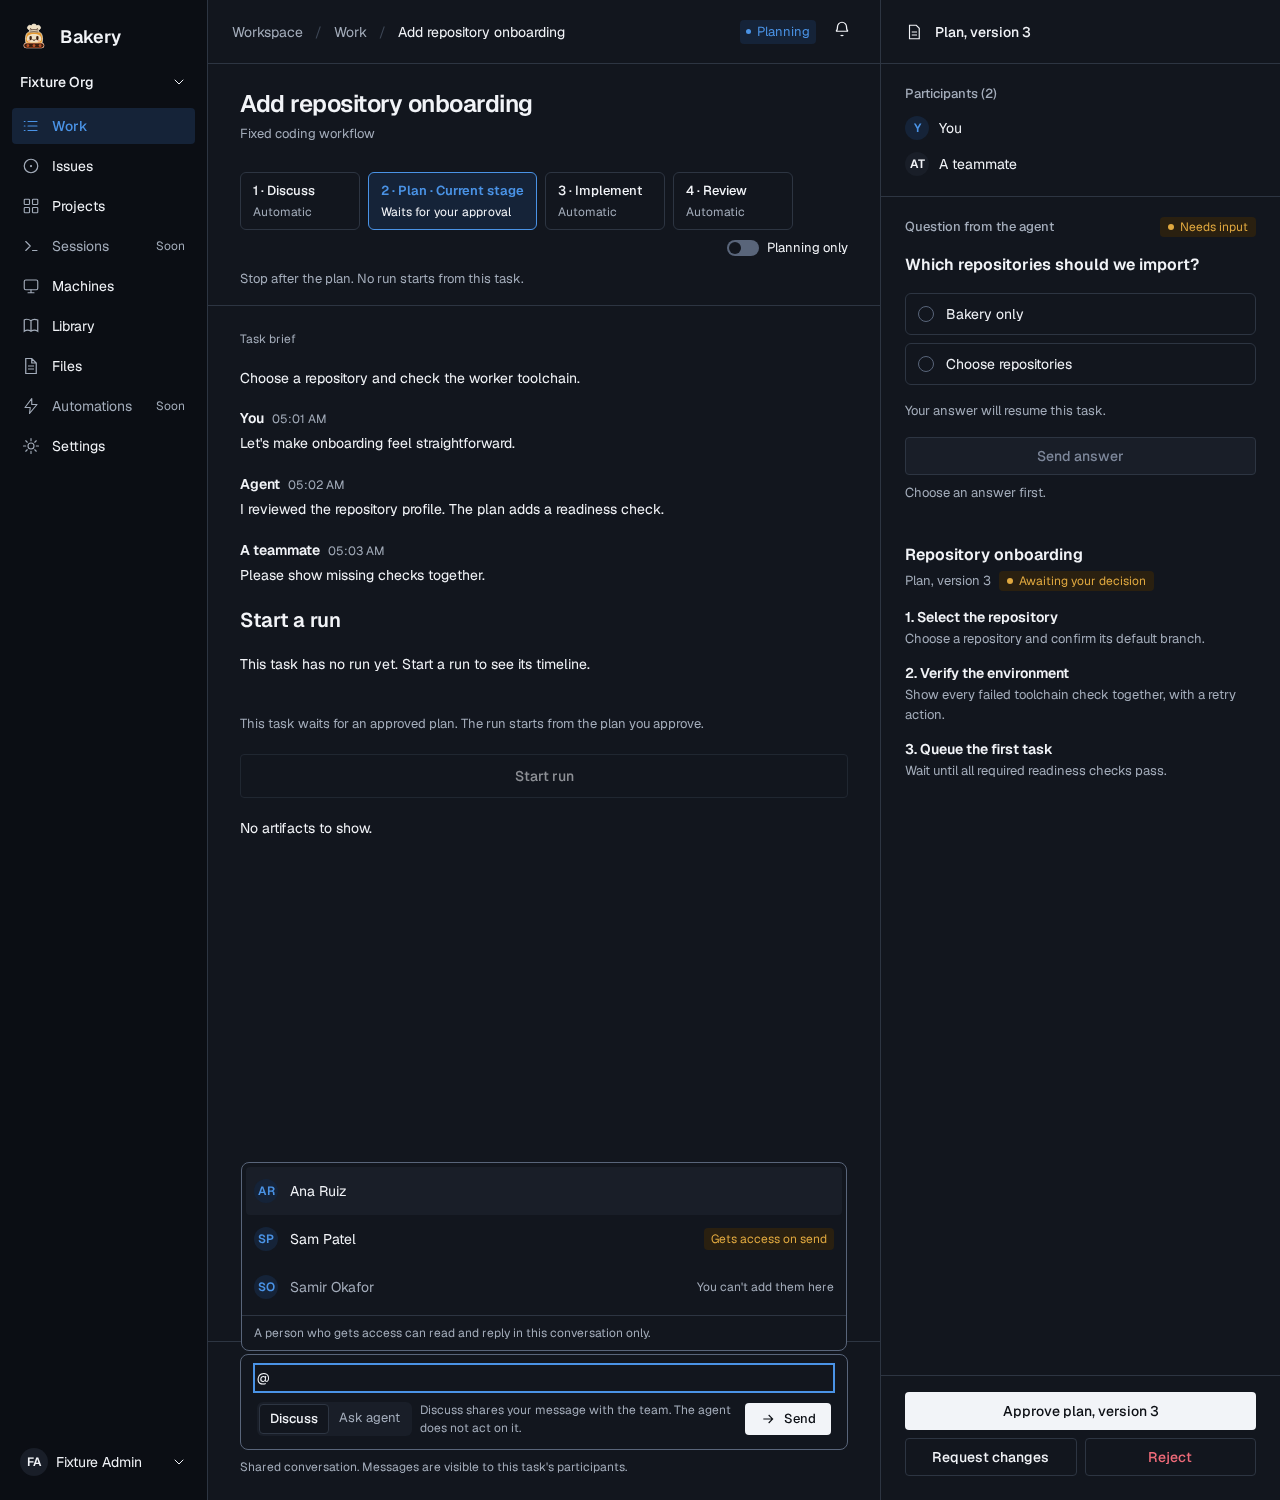 Bakery
Fixture Org
Work
Issues
Projects
Sessions Soon
Machines
Library
Files
Automations Soon
Settings
FA Fixture Admin
Workspace / Work / Add repository onboarding
Planning
Add repository onboarding
Fixed coding workflow
1 · Discuss
Automatic
2 · Plan · Current stage
Waits for your approval
3 · Implement
Automatic
4 · Review
Automatic
Planning only
Stop after the plan. No run starts from this task.
Task brief
Choose a repository and check the worker toolchain.
You 05:01 AM
Let's make onboarding feel straightforward.
Agent 05:02 AM
I reviewed the repository profile. The plan adds a readiness check.
A teammate 05:03 AM
Please show missing checks together.
Start a run
This task has no run yet. Start a run to see its timeline.
This task waits for an approved plan. The run starts from the plan you approve.
Start run
No artifacts to show.
AR Ana Ruiz
SP Sam Patel Gets access on send
SO Samir Okafor You can't add them here
A person who gets access can read and reply in this conversation only.
@
Discuss Ask agent
Discuss shares your message with the team. The agent
does not act on it.
Send
Shared conversation. Messages are visible to this task's participants.
Plan, version 3
Participants (2)
Y You
AT A teammate
Question from the agent Needs input
Which repositories should we import?
Bakery only
Choose repositories
Your answer will resume this task.
Send answer
Choose an answer first.
Repository onboarding
Plan, version 3 Awaiting your decision
1. Select the repository
Choose a repository and confirm its default branch.
2. Verify the environment
Show every failed toolchain check together, with a retry
action.
3. Queue the first task
Wait until all required readiness checks pass.
Approve plan, version 3
Request changes Reject